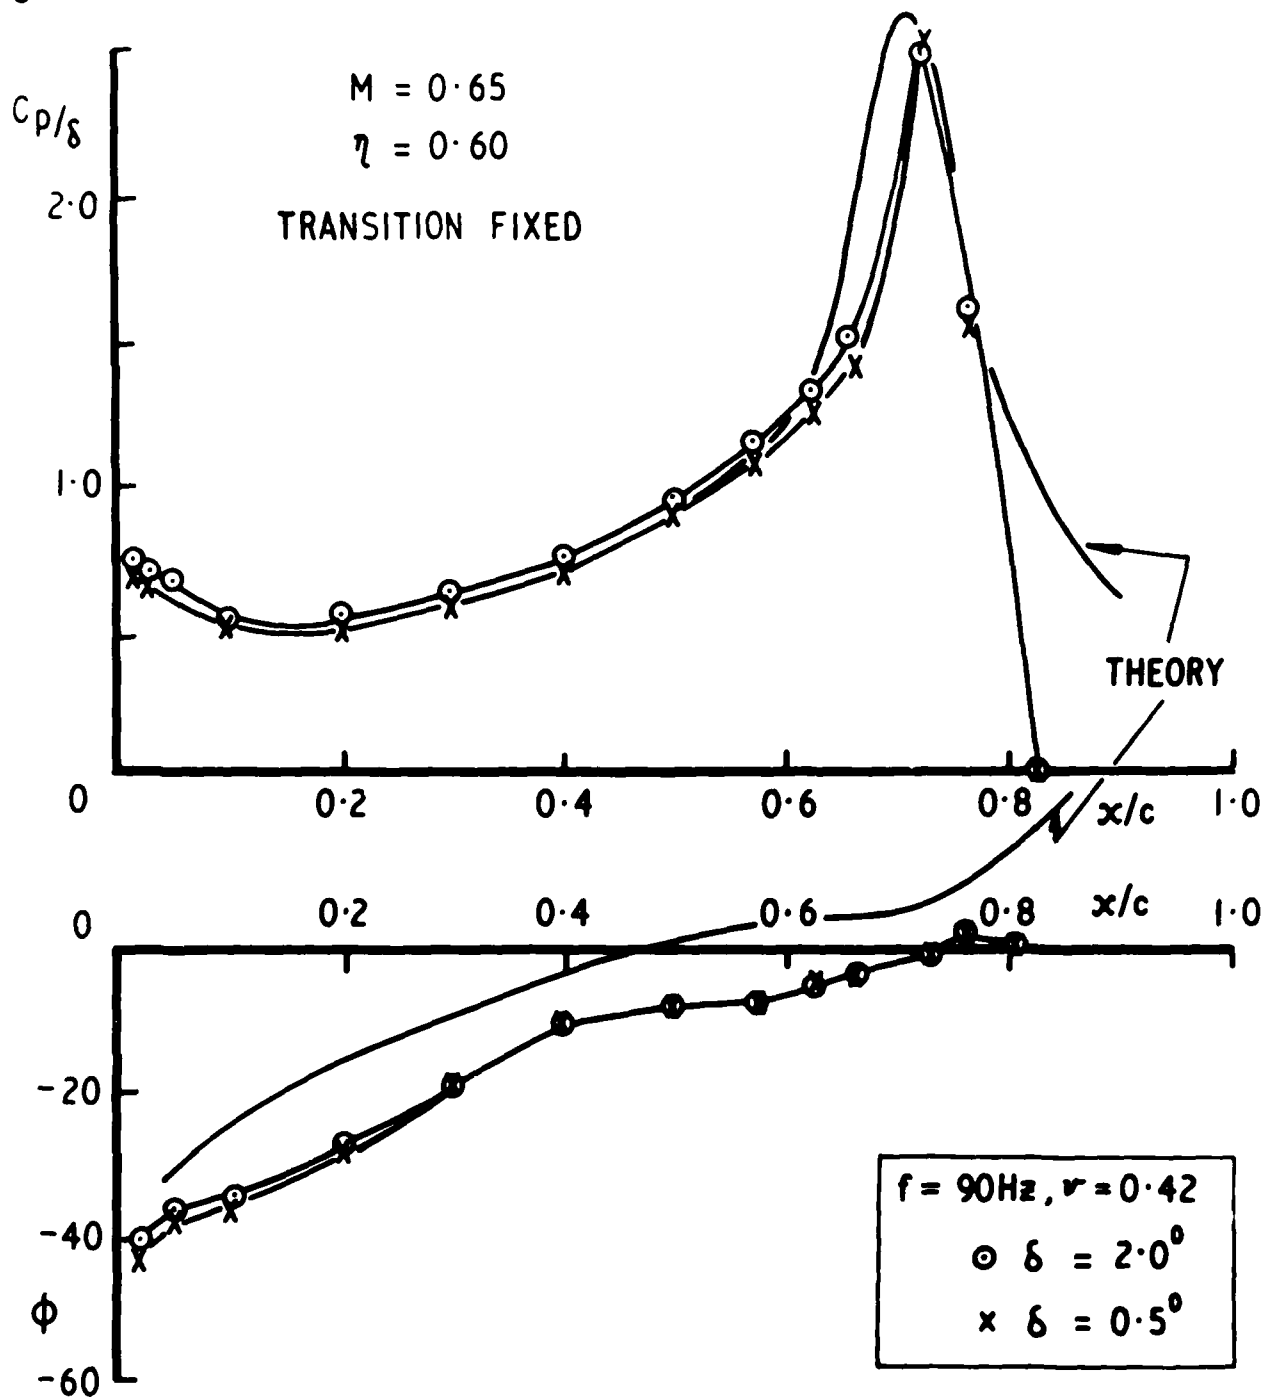 M = 0·65
Cp/δ
η = 0·60
2·0
TRANSITION FIXED
1·0
THEORY
0 0·2 0·4 0·6 0·8 x/c 1·0
0 0·2 0·4 0·6 0·8 x/c 1·0
-20
f = 90Hz, ν = 0·42
-40
⊙ δ = 2·0°
ϕ
x δ = 0·5°
-60